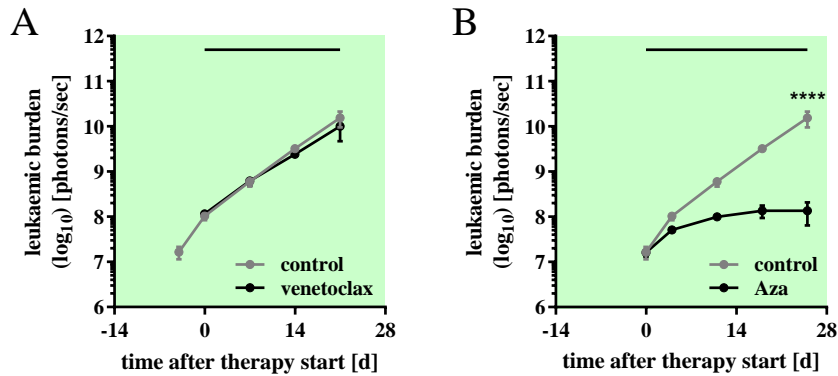 A
leukaemic burden
(log10) [photons/sec]
12
11
10
9
8
7
6
control
venetoclax
-14
0
14
28
time after therapy start [d]
B
leukaemic burden
(log10) [photons/sec]
12
11
10
9
8
7
6
****
control
Aza
-14
0
14
28
time after therapy start [d]